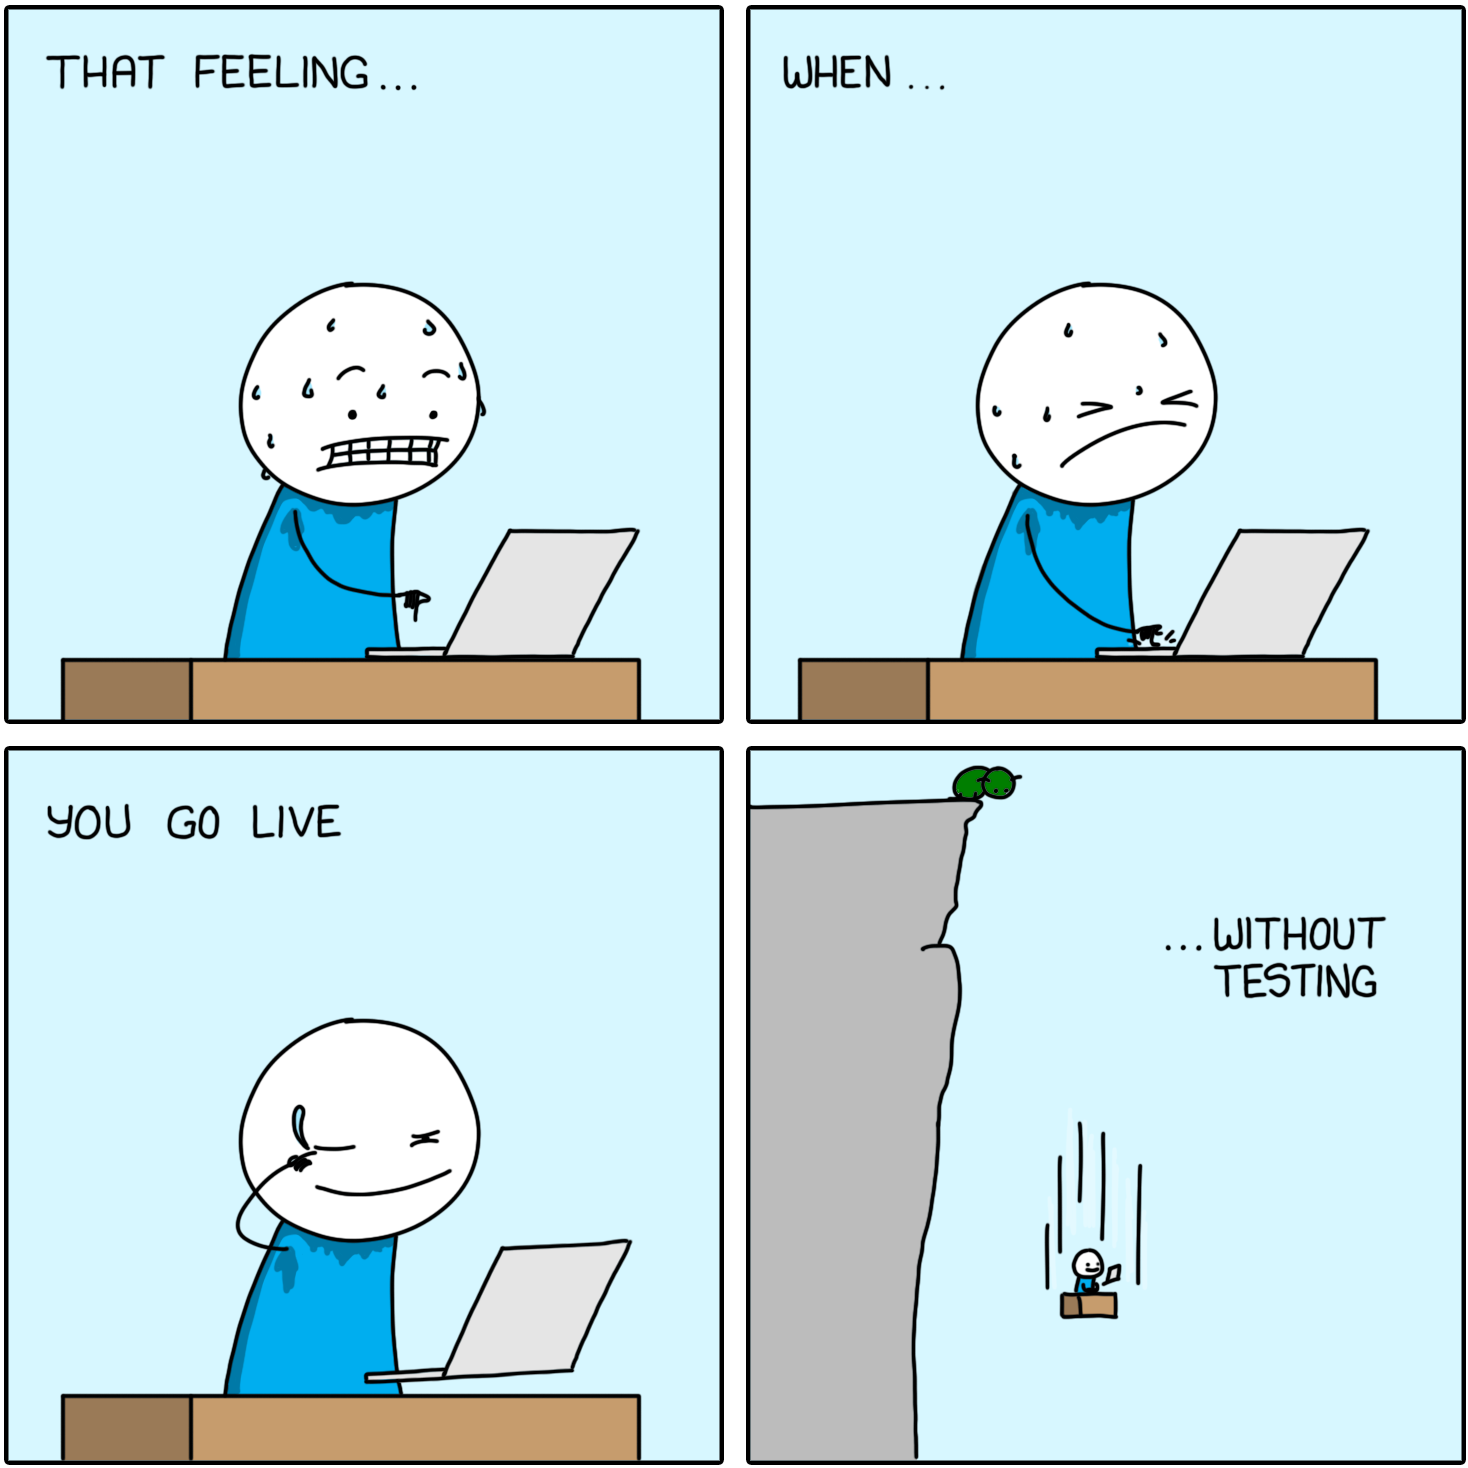 THAT FEELING...
WHEN ...
YOU GO LIVE
...WITHOUT
TESTING